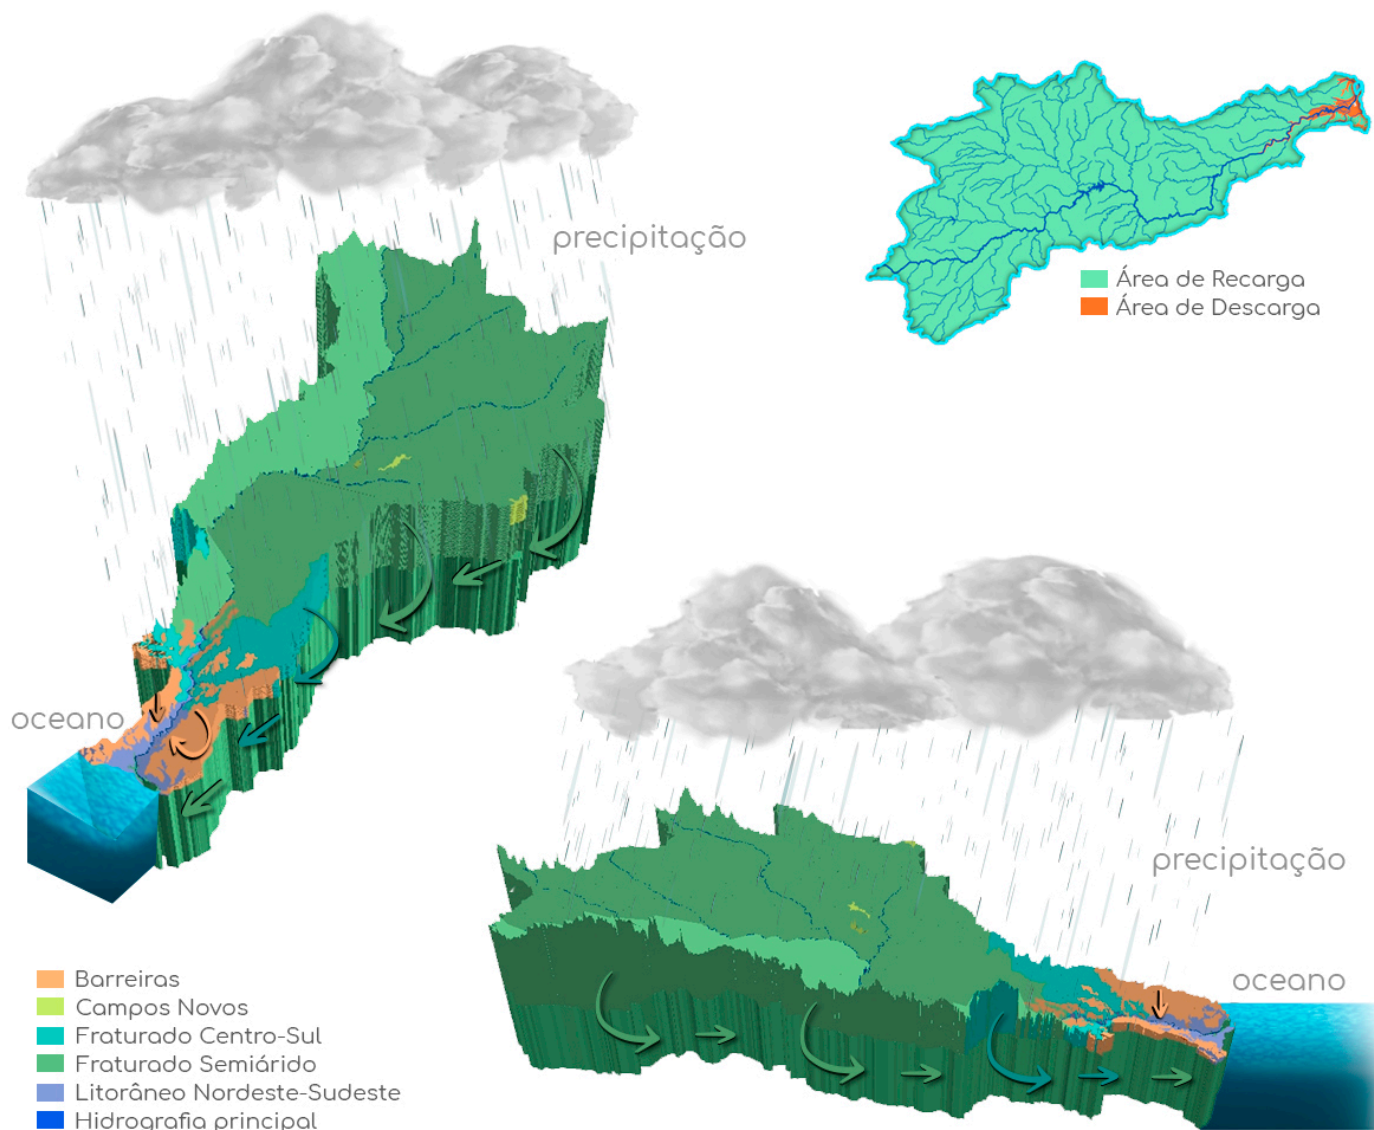 precipitação
Área de Recarga
Área de Descarga
oceano
precipitação
oceano
Barreiras
Campos Novos
Fraturado Centro-Sul
Fraturado Semiárido
Litorâneo Nordeste-Sudeste
Hidrografia principal